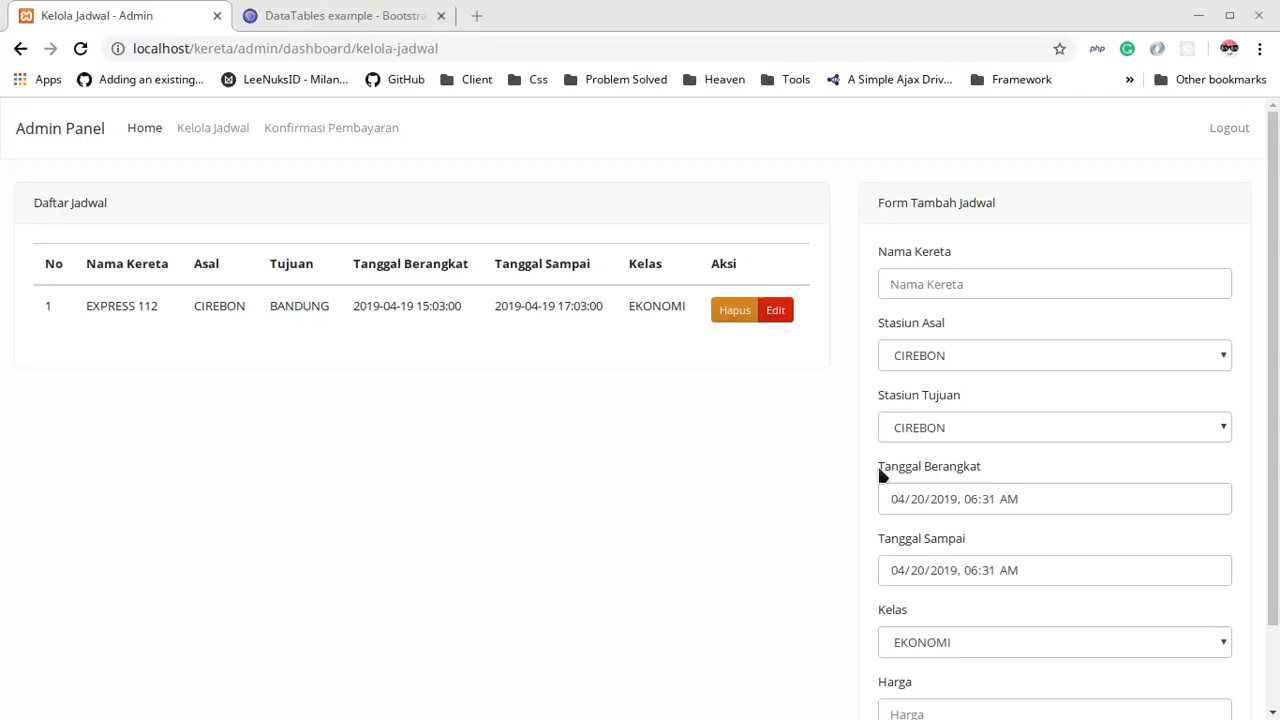 Kelola Jadwal - Admin
DataTables example - Bootstra
localhost/kereta/admin/dashboard/kelola-jadwal
php
Apps
Adding an existing...
LeeNuksID - Milan...
GitHub
Client
Css
Problem Solved
Heaven
Tools
A Simple Ajax Driv...
Framework
»
Other bookmarks
Admin Panel
Home
Kelola Jadwal
Konfirmasi Pembayaran
Logout
Daftar Jadwal
No Nama Kereta Asal Tujuan Tanggal Berangkat Tanggal Sampai Kelas Aksi
1 EXPRESS 112 CIREBON BANDUNG 2019-04-19 15:03:00 2019-04-19 17:03:00 EKONOMI Hapus Edit
Form Tambah Jadwal
Nama Kereta
Nama Kereta
Stasiun Asal
CIREBON
Stasiun Tujuan
CIREBON
Tanggal Berangkat
04/20/2019, 06:31 AM
Tanggal Sampai
04/20/2019, 06:31 AM
Kelas
EKONOMI
Harga
Harga